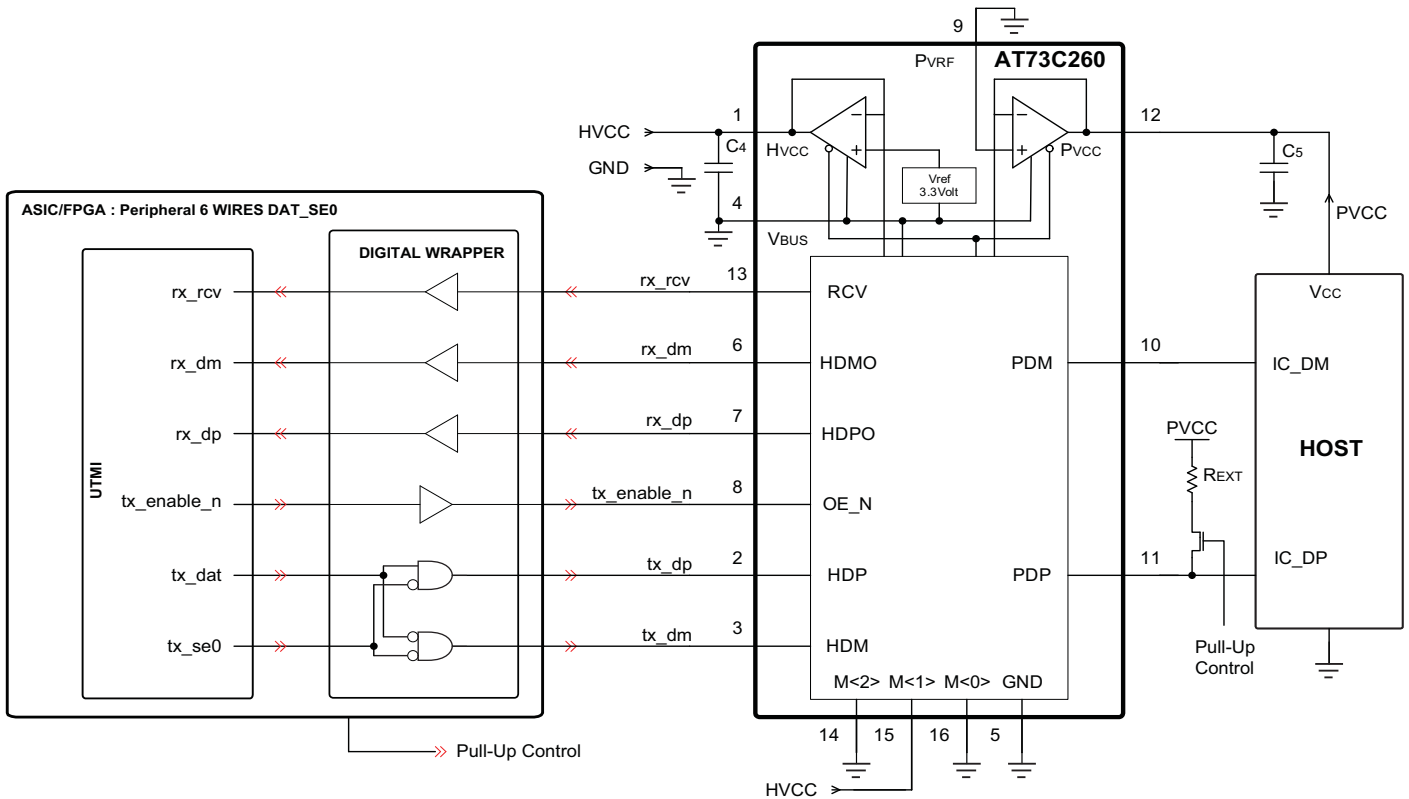 9
PVRF
AT73C260
HVCC
1
C4
HVCC
PVCC
12
C5
GND
Vref
3.3Volt
4
VBUS
PVCC
ASIC/FPGA : Peripheral 6 WIRES DAT_SE0
DIGITAL WRAPPER
UTMI
rx_rcv
rx_rcv
13
RCV
VCC
rx_dm
rx_dm
6
HDMO
PDM
10
IC_DM
rx_dp
rx_dp
7
HDPO
PVCC
HOST
REXT
tx_enable_n
tx_enable_n
8
OE_N
tx_dat
tx_dp
2
HDP
PDP
11
IC_DP
tx_se0
tx_dm
3
HDM
Pull-Up
Control
M<2>
M<1>
M<0>
GND
14
15
16
5
Pull-Up Control
HVCC